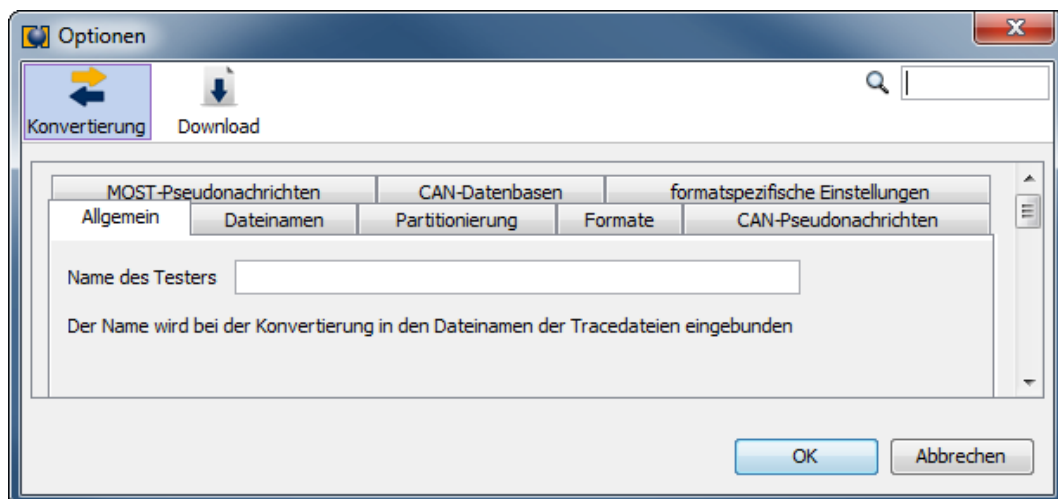 Optionen
Konvertierung Download
MOST-Pseudonachrichten CAN-Datenbasen formatspezifische Einstellungen
Allgemein Dateinamen Partitionierung Formate CAN-Pseudonachrichten
Name des Testers
Der Name wird bei der Konvertierung in den Dateinamen der Tracedateien eingebunden
OK Abbrechen